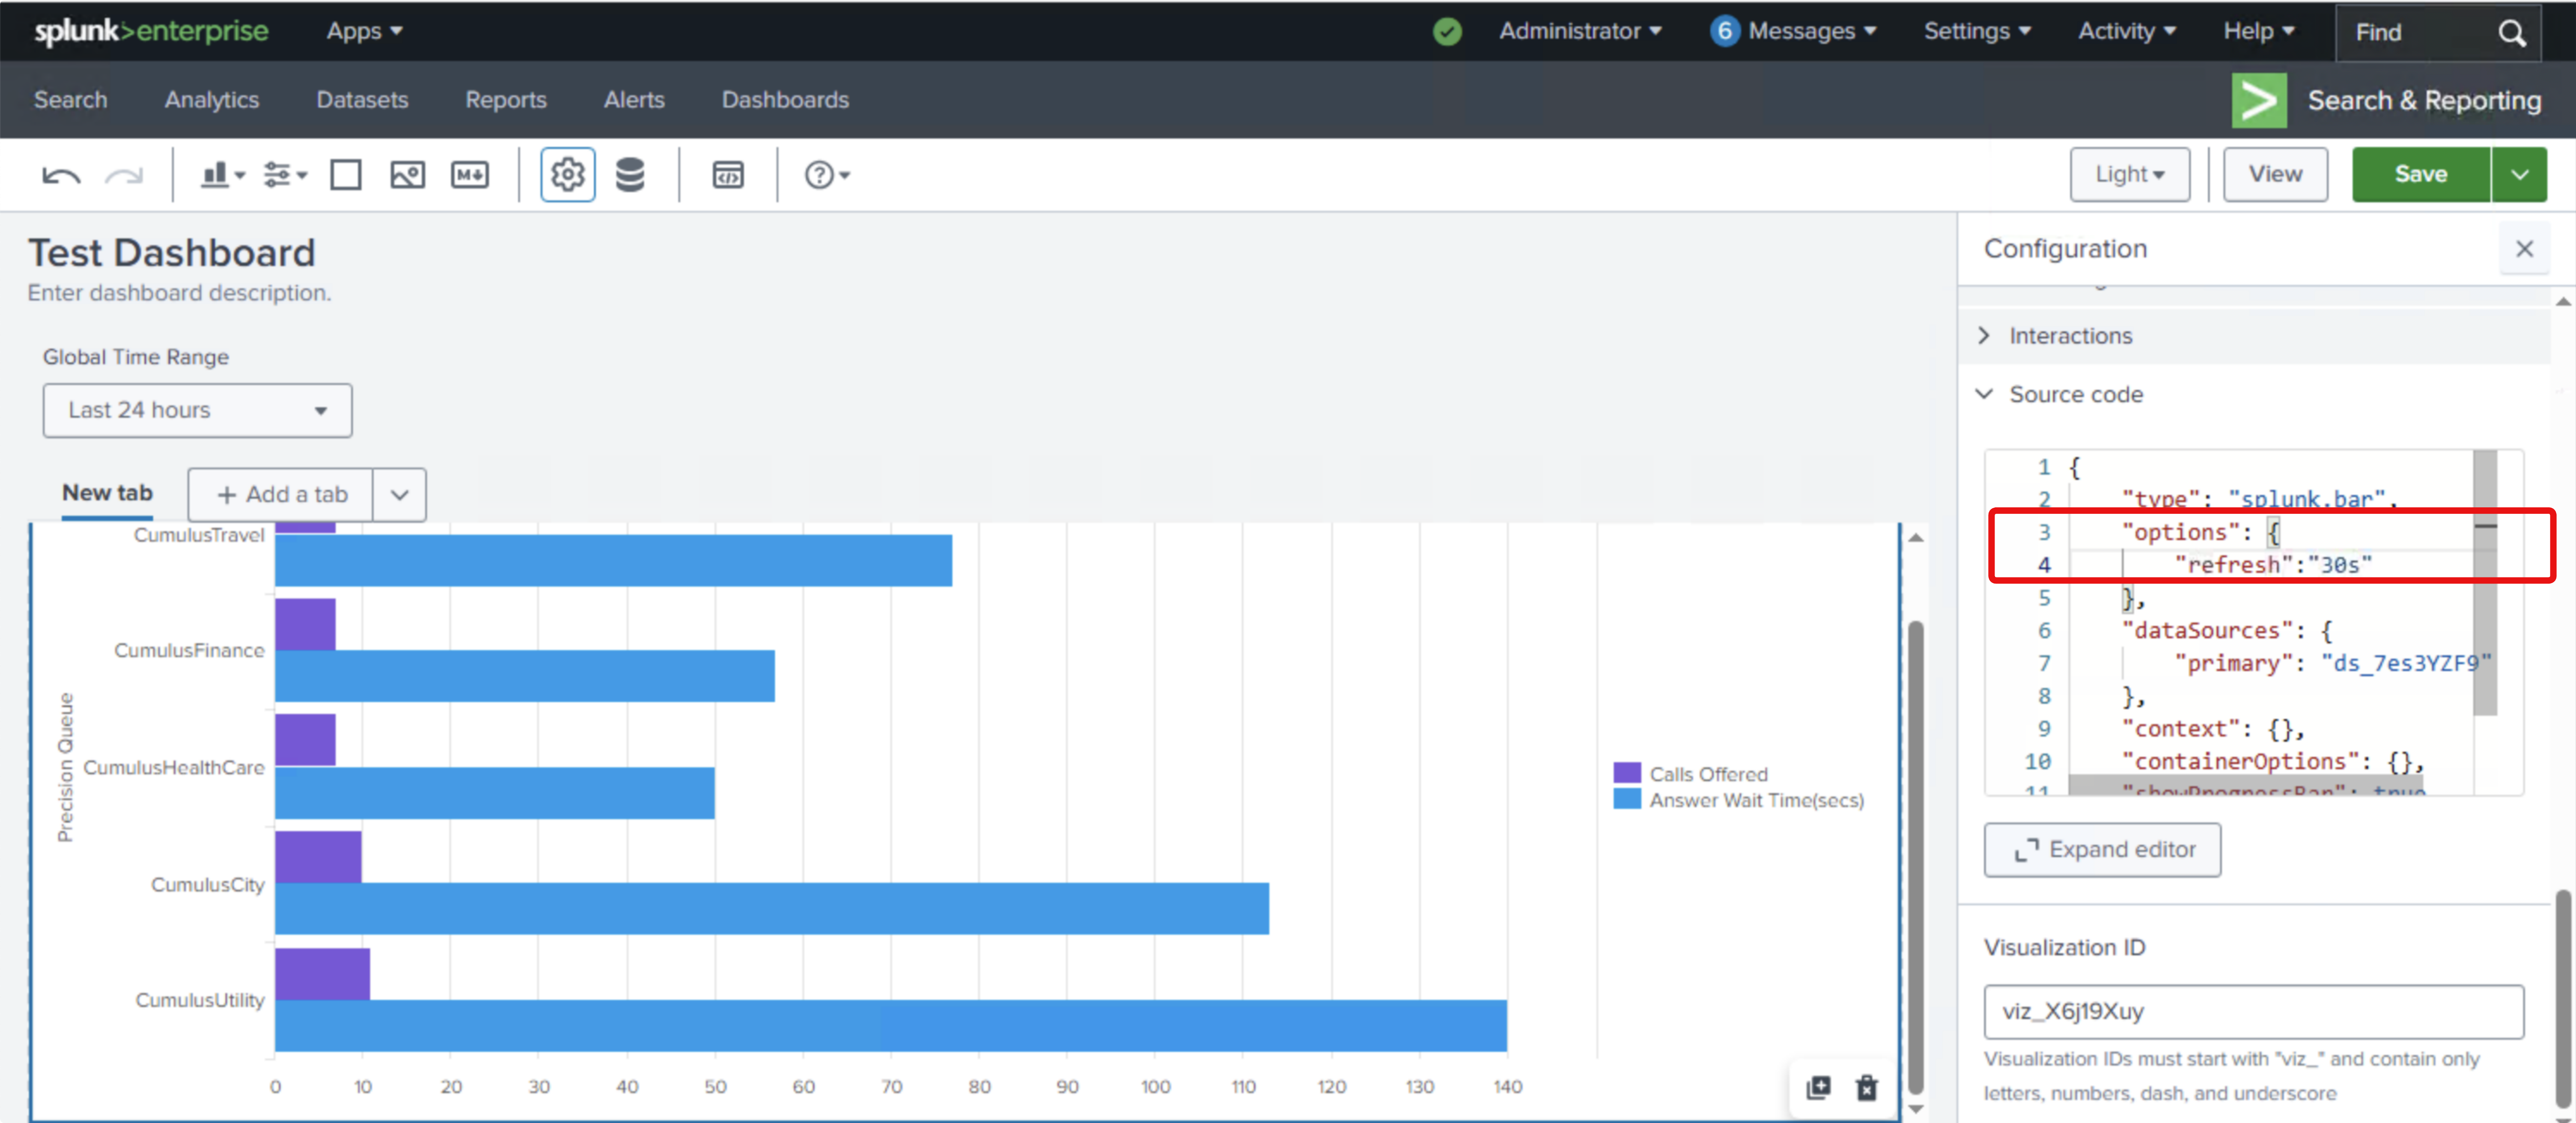 splunk>enterprise Apps Administrator 6 Messages Settings Activity Help Find
Search Analytics Datasets Reports Alerts Dashboards Search & Reporting
M Light View Save
Test Dashboard
Enter dashboard description.
Global Time Range
Last 24 hours
New tab + Add a tab
CumulusTravel
CumulusFinance
CumulusHealthCare
CumulusCity
CumulusUtility
Precision Queue
0 10 20 30 40 50 60 70 80 90 100 110 120 130 140
Calls Offered
Answer Wait Time(secs)
Configuration
Interactions
Source code
1 {
2 "type": "splunk.bar",
3 "options": {
4 "refresh":"30s"
5 },
6 "dataSources": {
7 "primary": "ds_7es3YZF9"
8 },
9 "context": {},
10 "containerOptions": {},
11 "showProgressBar": true
Expand editor
Visualization ID
viz_X6j19Xuy
Visualization IDs must start with "viz_" and contain only
letters, numbers, dash, and underscore